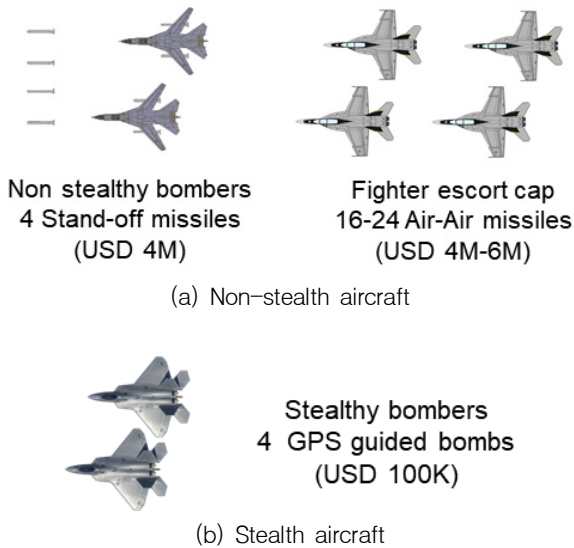 Non stealthy bombers
4 Stand-off missiles
(USD 4M)
Fighter escort cap
16-24 Air-Air missiles
(USD 4M-6M)
(a) Non-stealth aircraft
Stealthy bombers
4 GPS guided bombs
(USD 100K)
(b) Stealth aircraft